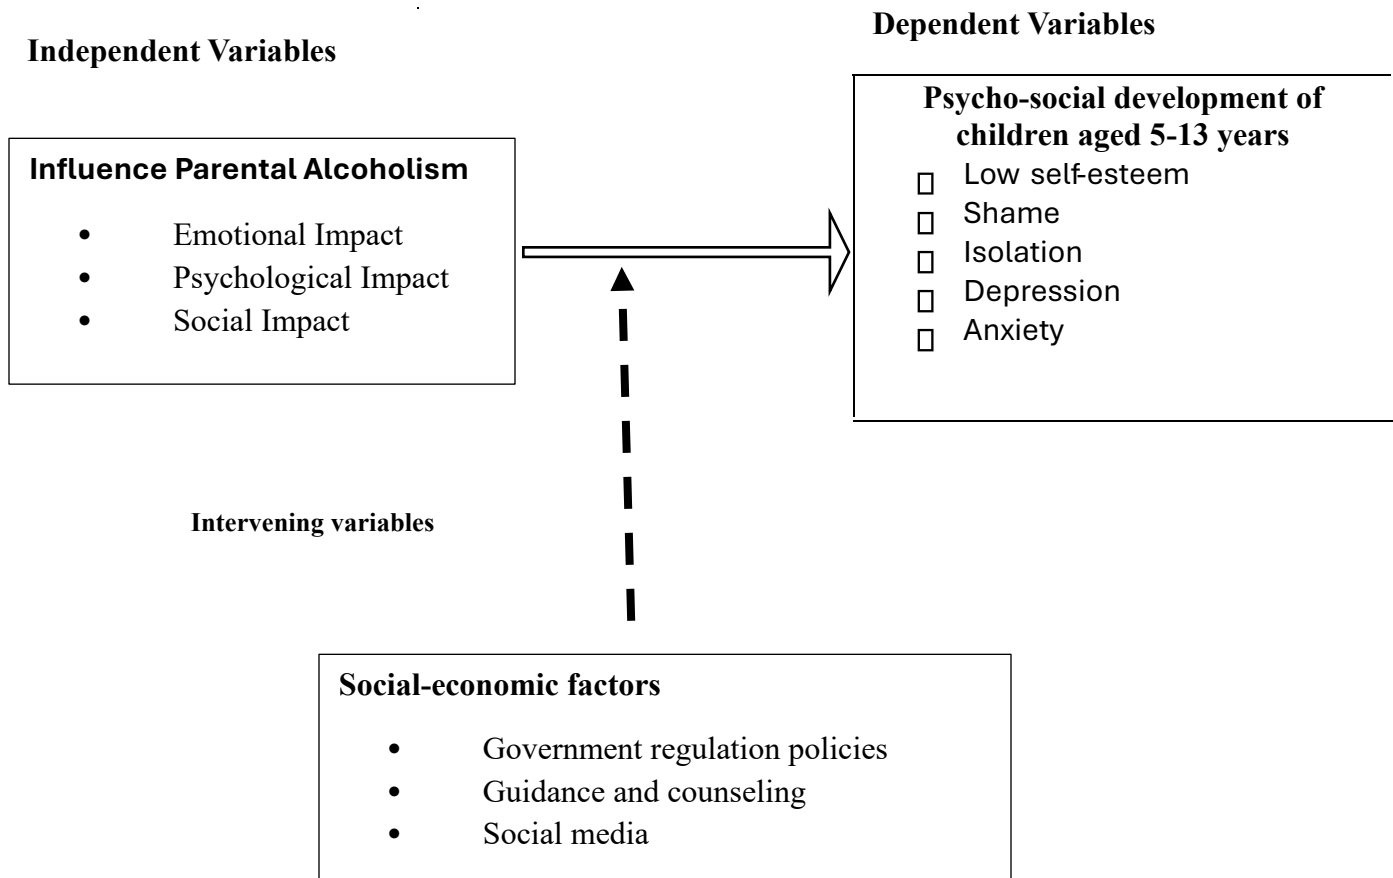 Independent Variables
Dependent Variables
Influence Parental Alcoholism
• Emotional Impact
• Psychological Impact
• Social Impact
Psycho-social development of
children aged 5-13 years
Low self-esteem
Shame
Isolation
Depression
Anxiety
Intervening variables
Social-economic factors
• Government regulation policies
• Guidance and counseling
• Social media